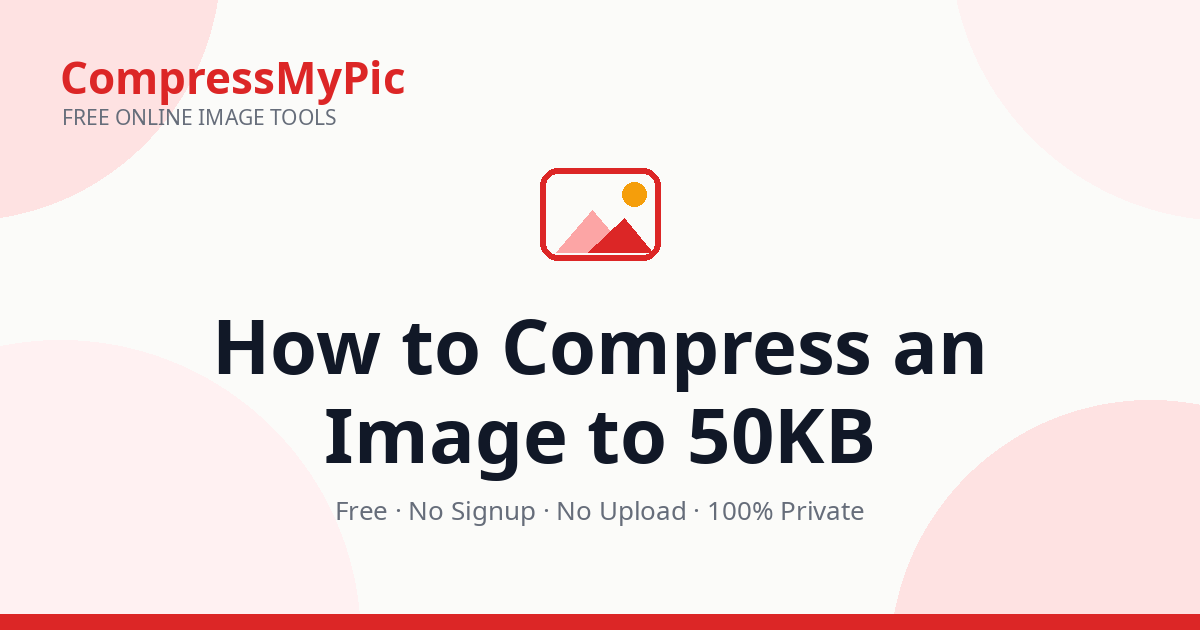 CompressMyPic
FREE ONLINE IMAGE TOOLS
How to Compress an
Image to 50KB
Free · No Signup · No Upload · 100% Private